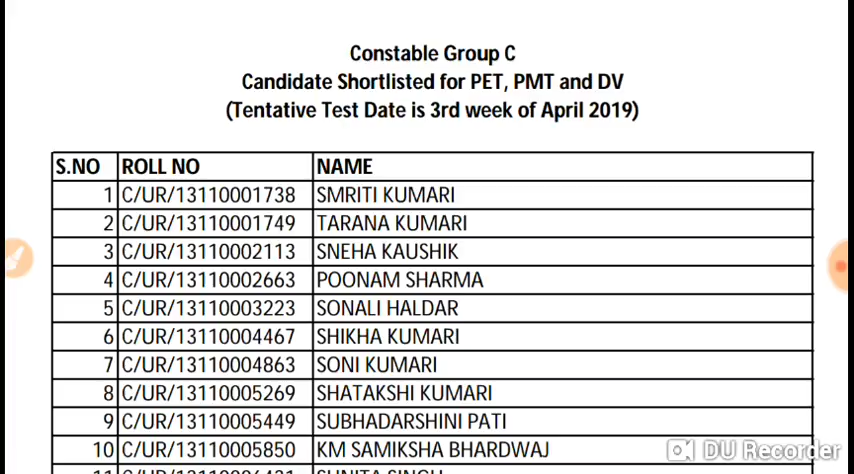 Constable Group C
Candidate Shortlisted for PET, PMT and DV
(Tentative Test Date is 3rd week of April 2019)
S.NO ROLL NO NAME
1 C/UR/13110001738 SMRITI KUMARI
2 C/UR/13110001749 TARANA KUMARI
3 C/UR/13110002113 SNEHA KAUSHIK
4 C/UR/13110002663 POONAM SHARMA
5 C/UR/13110003223 SONALI HALDAR
6 C/UR/13110004467 SHIKHA KUMARI
7 C/UR/13110004863 SONI KUMARI
8 C/UR/13110005269 SHATAKSHI KUMARI
9 C/UR/13110005449 SUBHADARSHINI PATI
10 C/UR/13110005850 KM SAMIKSHA BHARDWAJ
DU Recorder